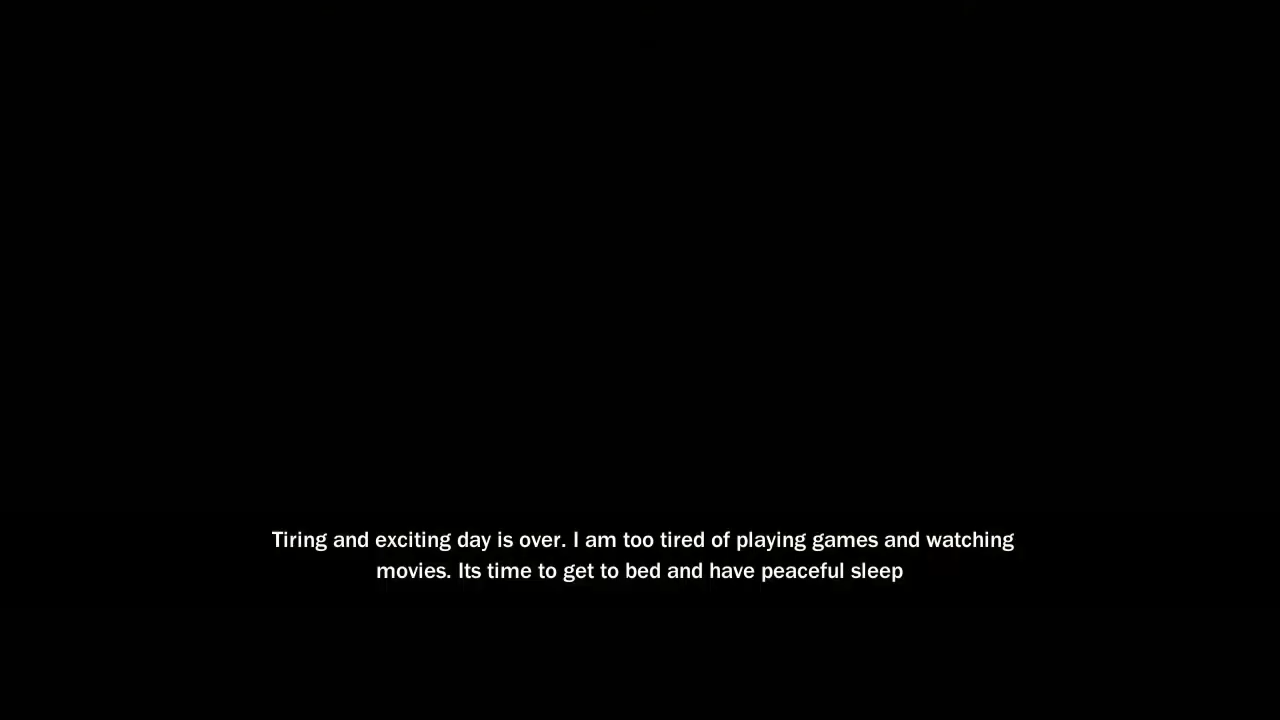 Tiring and exciting day is over. I am too tired of playing games and watching
movies. Its time to get to bed and have peaceful sleep